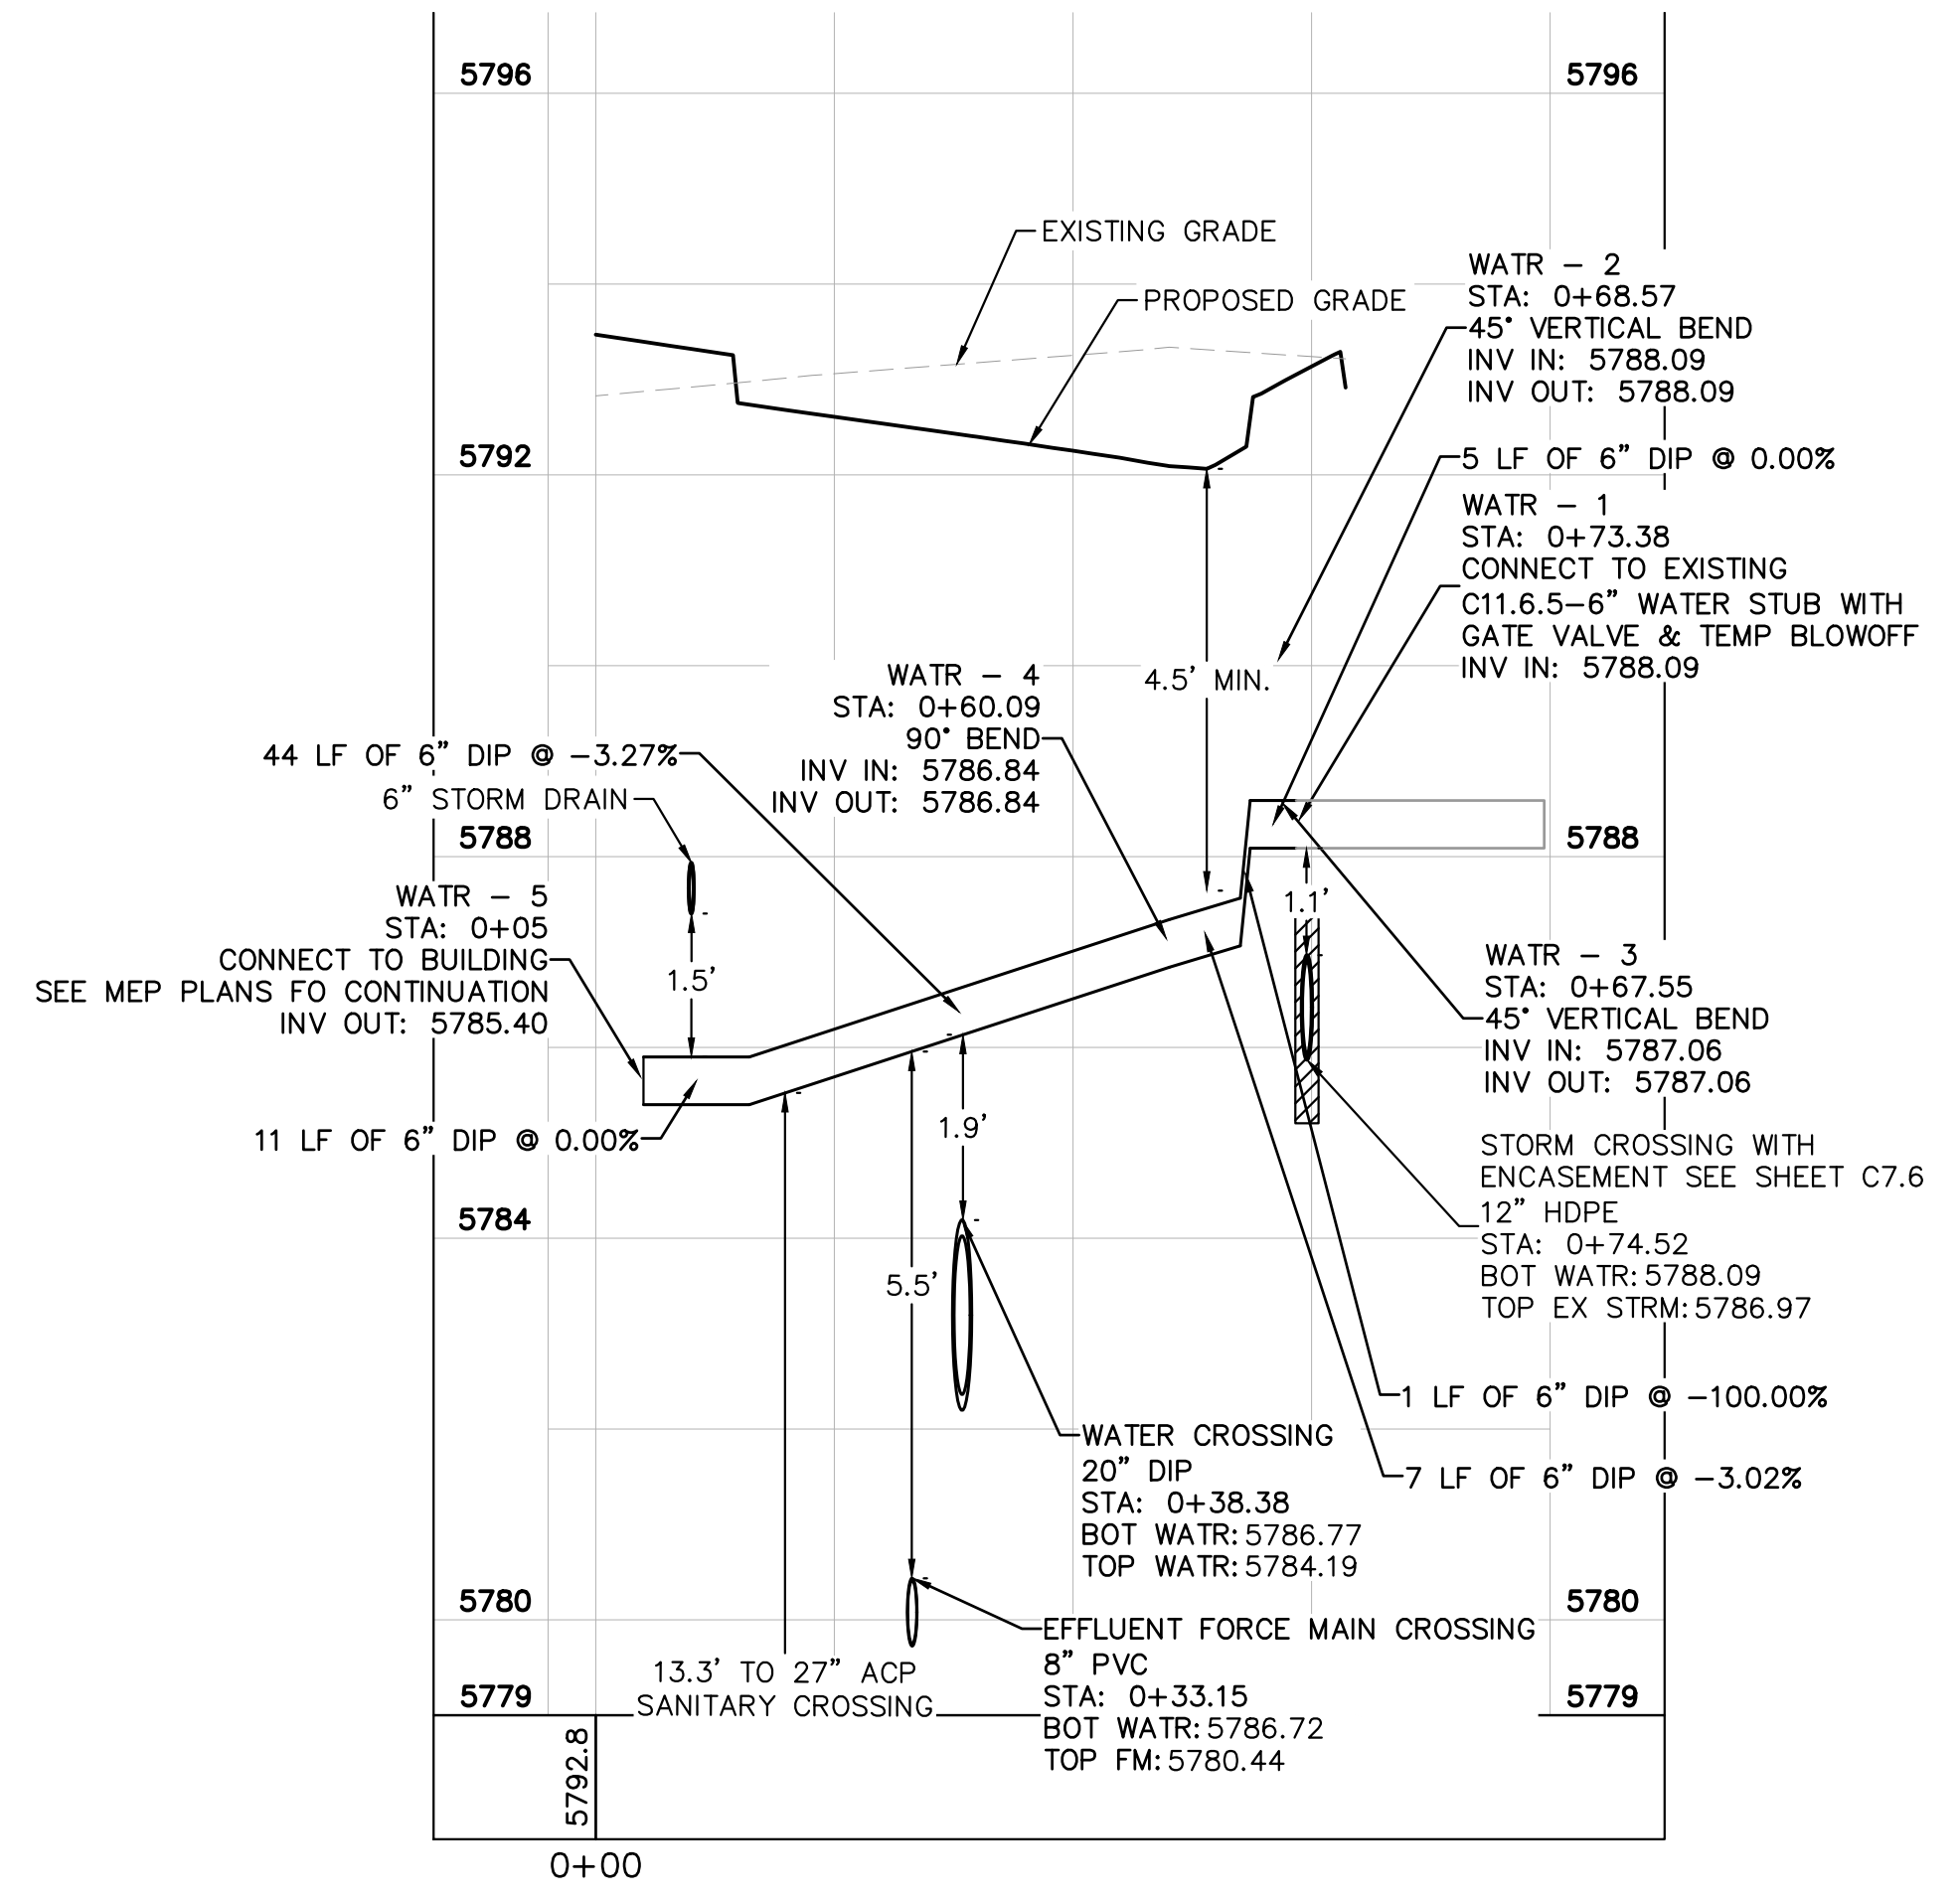 5796
5796
EXISTING GRADE
PROPOSED GRADE
WATR - 2
STA: 0+68.57
45° VERTICAL BEND
INV IN: 5788.09
INV OUT: 5788.09
5792
5 LF OF 6" DIP @ 0.00%
WATR - 1
STA: 0+73.38
CONNECT TO EXISTING
C11.6.5-6" WATER STUB WITH
GATE VALVE & TEMP BLOWOFF
INV IN: 5788.09
4.5' MIN.
WATR - 4
STA: 0+60.09
90° BEND
INV IN: 5786.84
INV OUT: 5786.84
44 LF OF 6" DIP @ -3.27%
6" STORM DRAIN
5788
5788
WATR - 5
STA: 0+05
CONNECT TO BUILDING
SEE MEP PLANS FO CONTINUATION
INV OUT: 5785.40
1.5'
1.1'
WATR - 3
STA: 0+67.55
45° VERTICAL BEND
INV IN: 5787.06
INV OUT: 5787.06
11 LF OF 6" DIP @ 0.00%
1.9'
STORM CROSSING WITH
ENCASEMENT SEE SHEET C7.6
12" HDPE
STA: 0+74.52
BOT WATR: 5788.09
TOP EX STRM: 5786.97
5784
5.5'
1 LF OF 6" DIP @ -100.00%
7 LF OF 6" DIP @ -3.02%
WATER CROSSING
20" DIP
STA: 0+38.38
BOT WATR: 5786.77
TOP WATR: 5784.19
5780
5780
EFFLUENT FORCE MAIN CROSSING
8" PVC
STA: 0+33.15
BOT WATR: 5786.72
TOP FM: 5780.44
13.3' TO 27" ACP
SANITARY CROSSING
5779
5779
5792.8
0+00